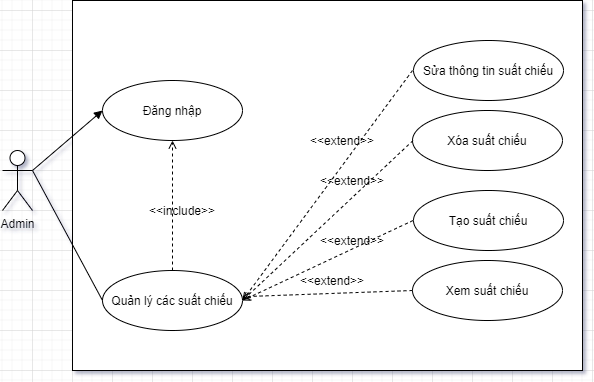 Sửa thông tin suất chiếu
Đăng nhập
<<extend>>
Xóa suất chiếu
<<extend>>
Admin
<<include>>
Tạo suất chiếu
<<extend>>
<<extend>>
Xem suất chiếu
Quản lý các suất chiếu